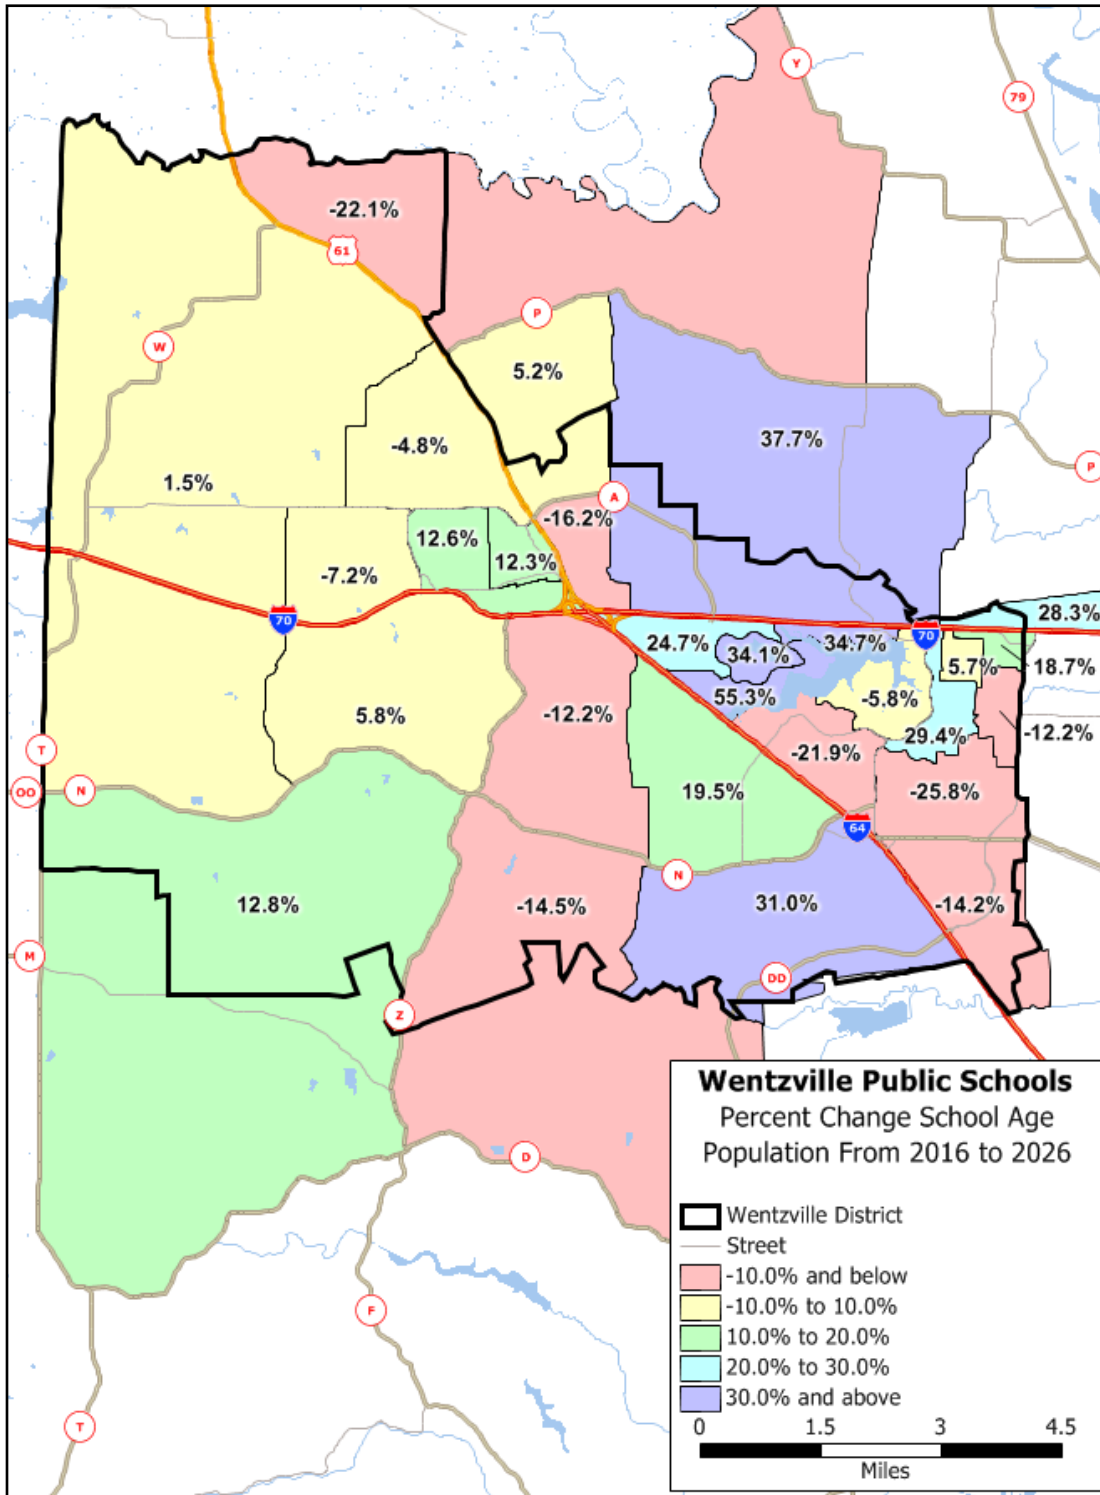 Y
79
-22.1%
61
P
W
5.2%
-4.8%
37.7%
P
1.5%
A
-16.2%
12.6%
12.3%
-7.2%
70
28.3%
24.7%
34.1%
34.7%
70
5.7%
18.7%
-5.8%
55.3%
5.8%
-12.2%
29.4%
-12.2%
T
-21.9%
OO
N
19.5%
-25.8%
64
N
12.8%
-14.5%
31.0%
-14.2%
M
DD
Z
D
F
T
Wentzville Public Schools
Percent Change School Age
Population From 2016 to 2026
Wentzville District
Street
-10.0% and below
-10.0% to 10.0%
10.0% to 20.0%
20.0% to 30.0%
30.0% and above
0 1.5 3 4.5
Miles